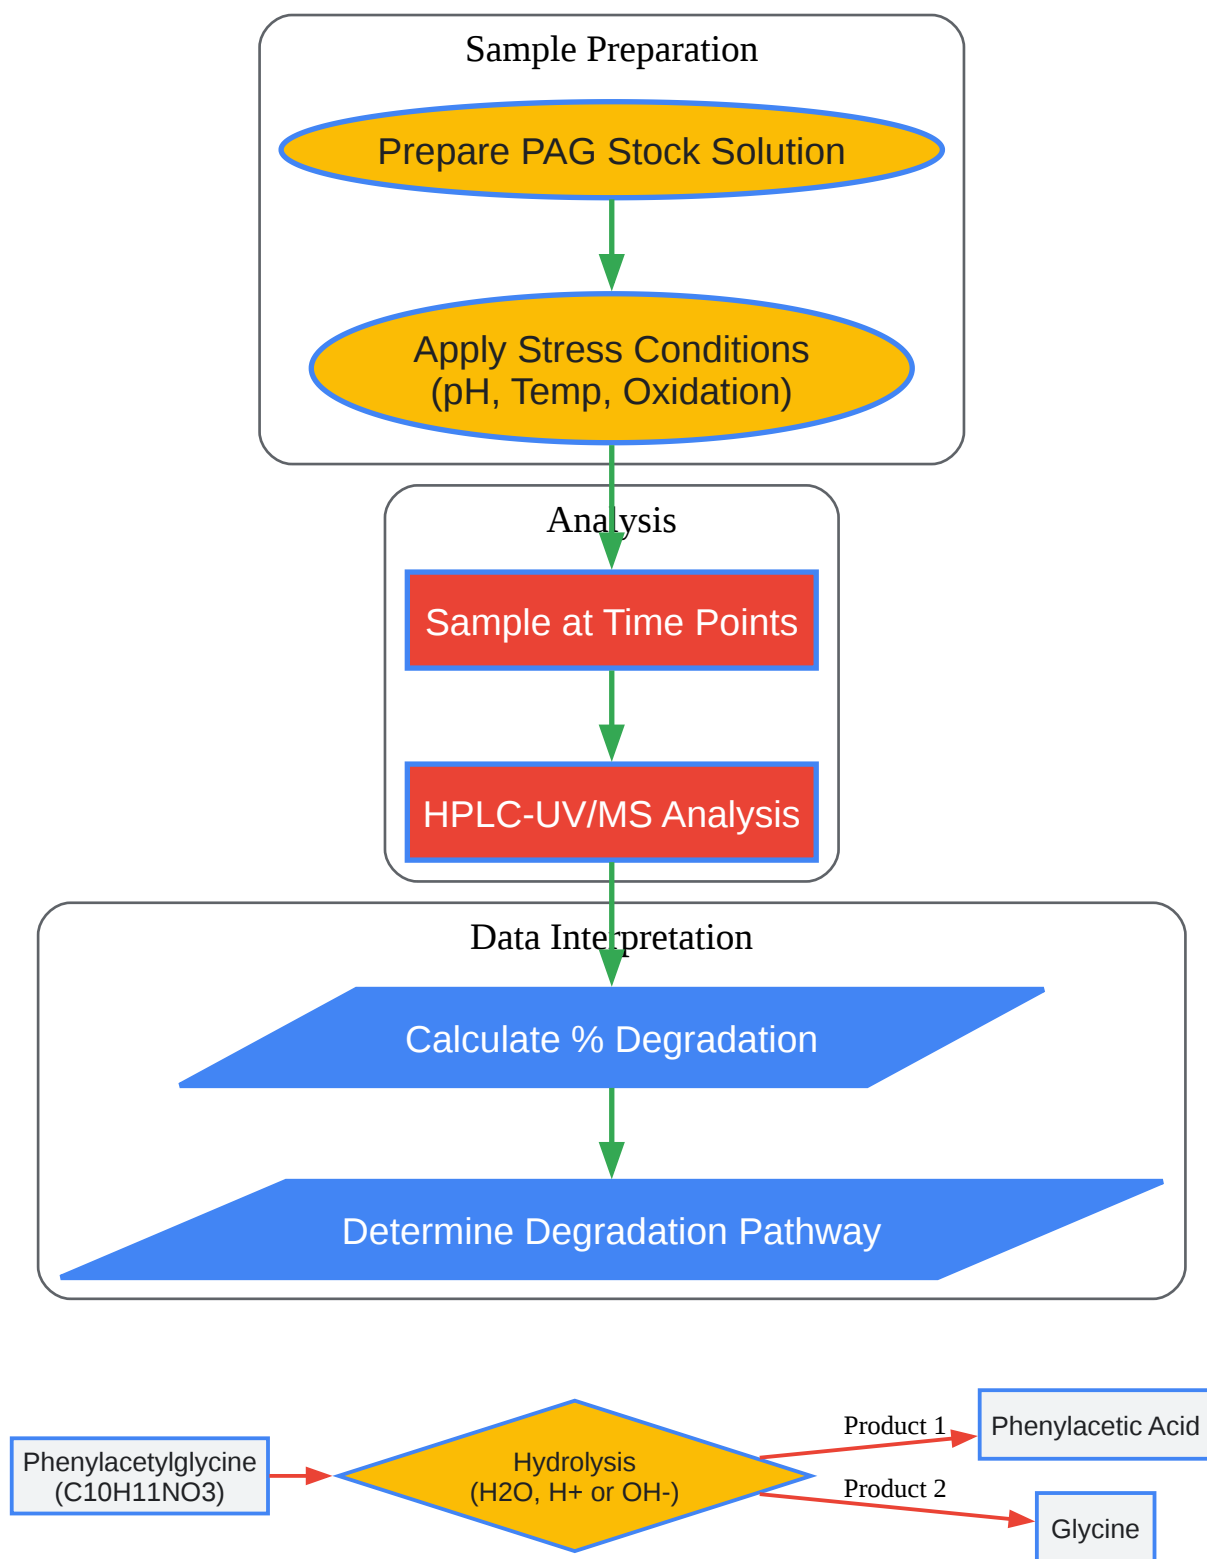 Sample Preparation
Prepare PAG Stock Solution
Apply Stress Conditions
(pH, Temp, Oxidation)
Analysis
Sample at Time Points
HPLC-UV/MS Analysis
Data Interpretation
Calculate % Degradation
Determine Degradation Pathway
Phenylacetylglycine
(C10H11NO3)
Hydrolysis
(H2O, H+ or OH-)
Product 1
Phenylacetic Acid
Product 2
Glycine